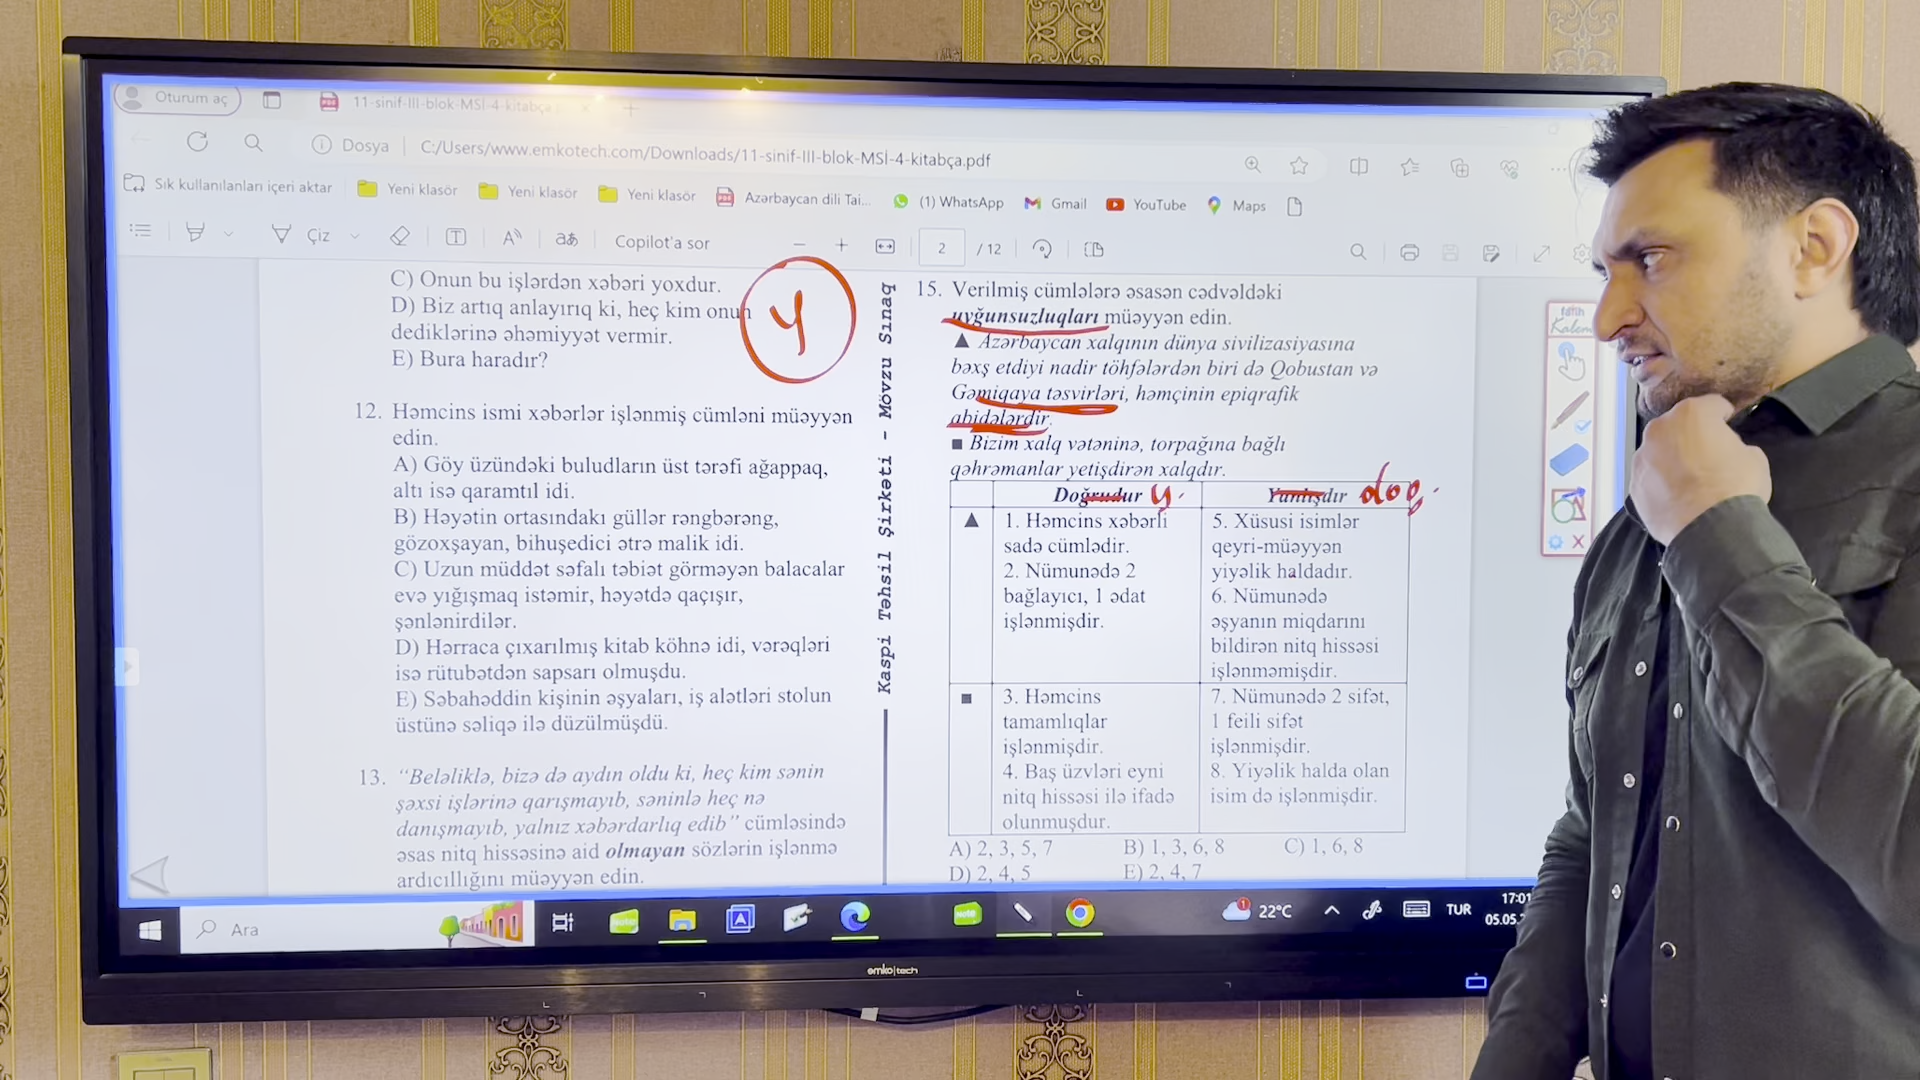 Oturum aç
11-sinif-III-blok-MSİ-4-kitabça
Dosya
C:/Users/www.emkotech.com/Downloads/11-sinif-III-blok-MSİ-4-kitabça.pdf
Sık kullanılanları içeri aktar
Yeni klasör
Yeni klasör
Yeni klasör
Azərbaycan dili Tai...
(1) WhatsApp
Gmail
YouTube
Maps
Çiz
Copilot'a sor
2 / 12
C) Onun bu işlərdən xəbəri yoxdur.
D) Biz artıq anlayırıq ki, heç kim onun
dediklərinə əhəmiyyət vermir.
E) Bura haradır?
y
12. Həmcins ismi xəbərlər işlənmiş cümləni müəyyən
edin.
A) Göy üzündəki buludların üst tərəfi ağappaq,
altı isə qaramtıl idi.
B) Həyətin ortasındakı güllər rəngbərəng,
gözoxşayan, bihuşedici ətrə malik idi.
C) Uzun müddət səfalı təbiət görməyən balacalar
evə yığışmaq istəmir, həyətdə qaçışır,
şənlənirdilər.
D) Hərraca çıxarılmış kitab köhnə idi, vərəqləri
isə rütubətdən sapsarı olmuşdu.
E) Səbahəddin kişinin əşyaları, iş alətləri stolun
üstünə səliqə ilə düzülmüşdü.
13. “Beləliklə, bizə də aydın oldu ki, heç kim sənin
şəxsi işlərinə qarışmayıb, səninlə heç nə
danışmayıb, yalnız xəbərdarlıq edib” cümləsində
əsas nitq hissəsinə aid olmayan sözlərin işlənmə
ardıcıllığını müəyyən edin.
Kaspi Təhsil Şirkəti - Mövzu Sınaq
15. Verilmiş cümlələrə əsasən cədvəldəki
uyğunsuzluqları müəyyən edin.
▲ Azərbaycan xalqının dünya sivilizasiyasına
bəxş etdiyi nadir töhfələrdən biri də Qobustan və
Gəmiqaya təsvirləri, həmçinin epiqrafik
abidələrdir.
■ Bizim xalq vətəninə, torpağına bağlı
qəhrəmanlar yetişdirən xalqdır.
Doğrudur y.
Yanlışdır doğ.
▲
1. Həmcins xəbərli
sadə cümlədir.
2. Nümunədə 2
bağlayıcı, 1 ədat
işlənmişdir.
5. Xüsusi isimlər
qeyri-müəyyən
yiyəlik haldadır.
6. Nümunədə
əşyanın miqdarını
bildirən nitq hissəsi
işlənməmişdir.
■
3. Həmcins
tamamlıqlar
işlənmişdir.
4. Baş üzvləri eyni
nitq hissəsi ilə ifadə
olunmuşdur.
7. Nümunədə 2 sifət,
1 feili sifət
işlənmişdir.
8. Yiyəlik halda olan
isim də işlənmişdir.
A) 2, 3, 5, 7 B) 1, 3, 6, 8 C) 1, 6, 8
D) 2, 4, 5 E) 2, 4, 7
fatih
Kalem
Ara
22°C
TUR
17:01
05.05.2
emko|tech